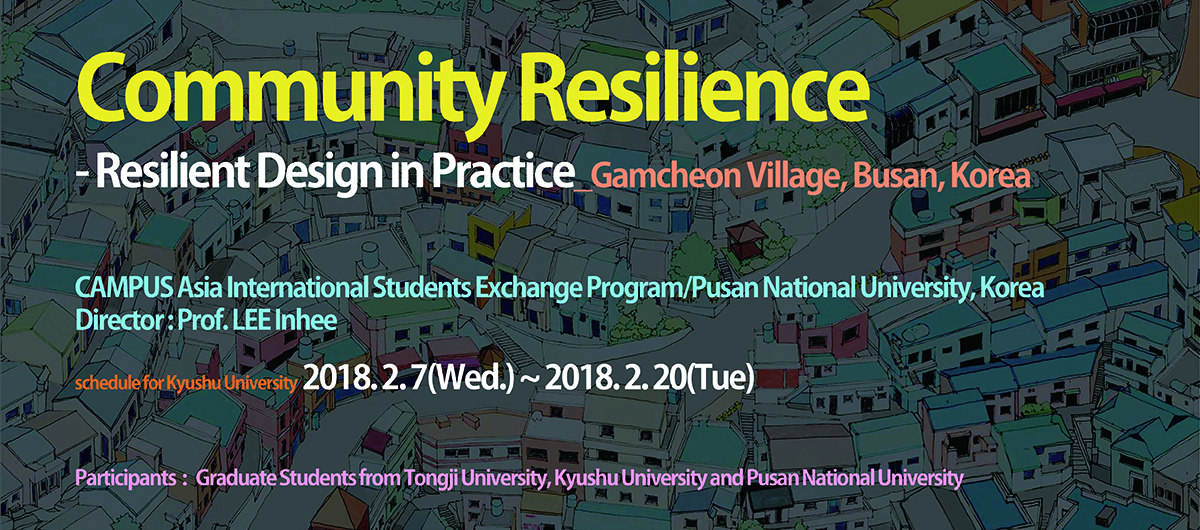 Community Resilience
- Resilient Design in Practice_Gamcheon Village, Busan, Korea
CAMPUS Asia International Students Exchange Program/Pusan National University, Korea
Director : Prof. LEE Inhee
schedule for Kyushu University 2018. 2. 7(Wed.) ~ 2018. 2. 20(Tue)
Participants : Graduate Students from Tongji University, Kyushu University and Pusan National University